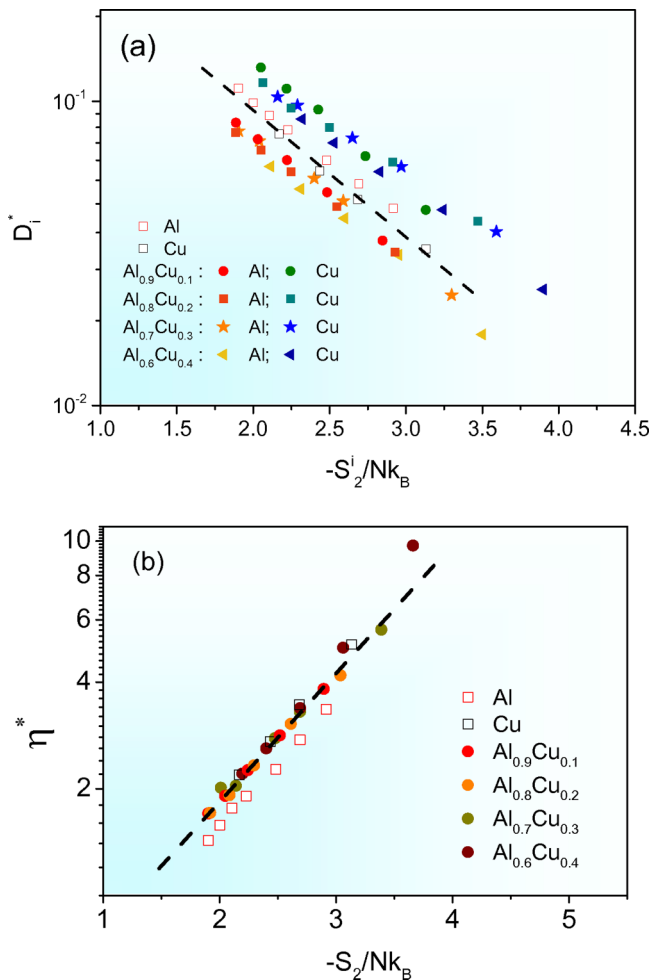 (a)
10⁻¹
10⁻²
Dᵢ*
Al
Cu
Al₀.₉Cu₀.₁ : Al; Cu
Al₀.₈Cu₀.₂ : Al; Cu
Al₀.₇Cu₀.₃ : Al; Cu
Al₀.₆Cu₀.₄ : Al; Cu
1.0 1.5 2.0 2.5 3.0 3.5 4.0 4.5
-S₂ⁱ/Nk_B
(b)
10
8
6
4
2
η*
Al
Cu
Al₀.₉Cu₀.₁
Al₀.₈Cu₀.₂
Al₀.₇Cu₀.₃
Al₀.₆Cu₀.₄
1 2 3 4 5
-S₂/Nk_B